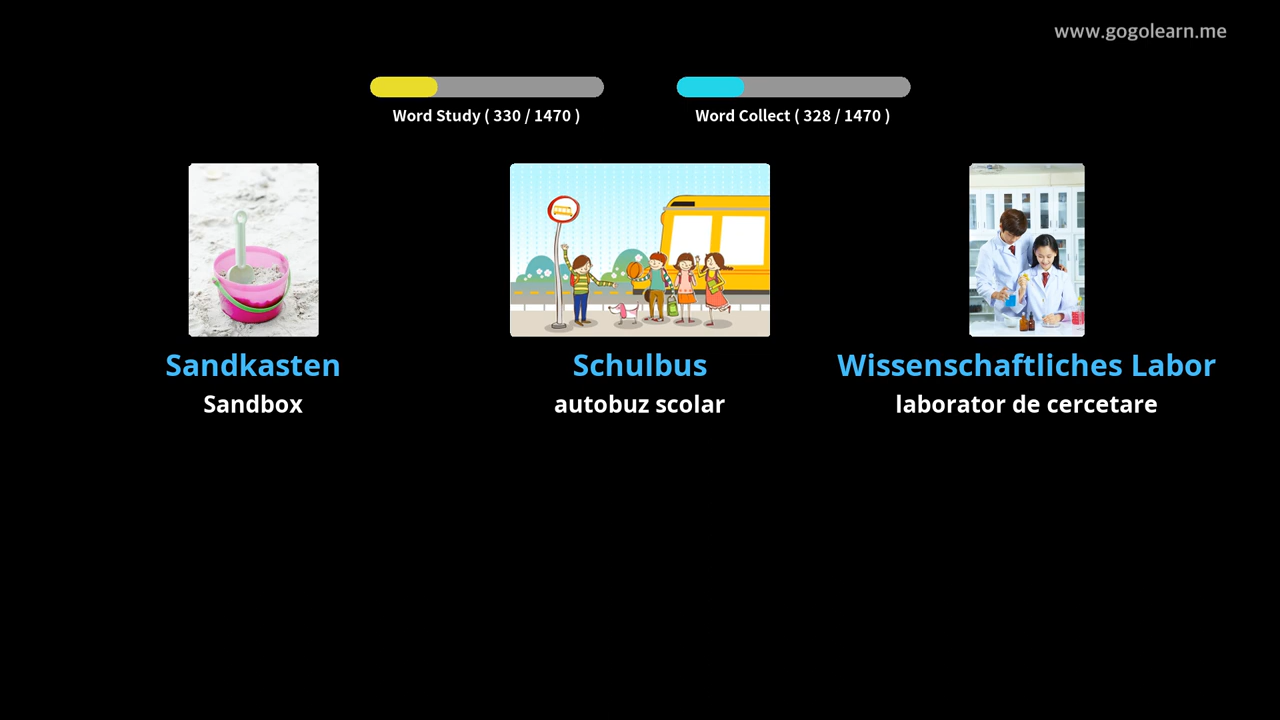 www.gogolearn.me
Word Study ( 330 / 1470 )
Word Collect ( 328 / 1470 )
Sandkasten
Schulbus
Wissenschaftliches Labor
Sandbox
autobuz scolar
laborator de cercetare